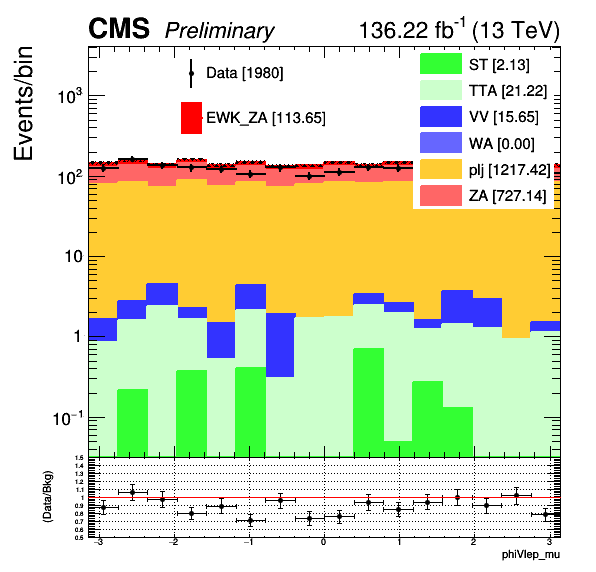 CMS Preliminary 136.22 fb⁻¹ (13 TeV)
Events/bin
Data [1980]
EWK_ZA [113.65]
ST [2.13]
TTA [21.22]
VV [15.65]
WA [0.00]
plj [1217.42]
ZA [727.14]
10³
10²
10
1
10⁻¹
(Data/Bkg)
1.5
1.4
1.3
1.2
1.1
1
0.9
0.8
0.7
0.6
0.5
−3 −2 −1 0 1 2 3
phiVlep_mu